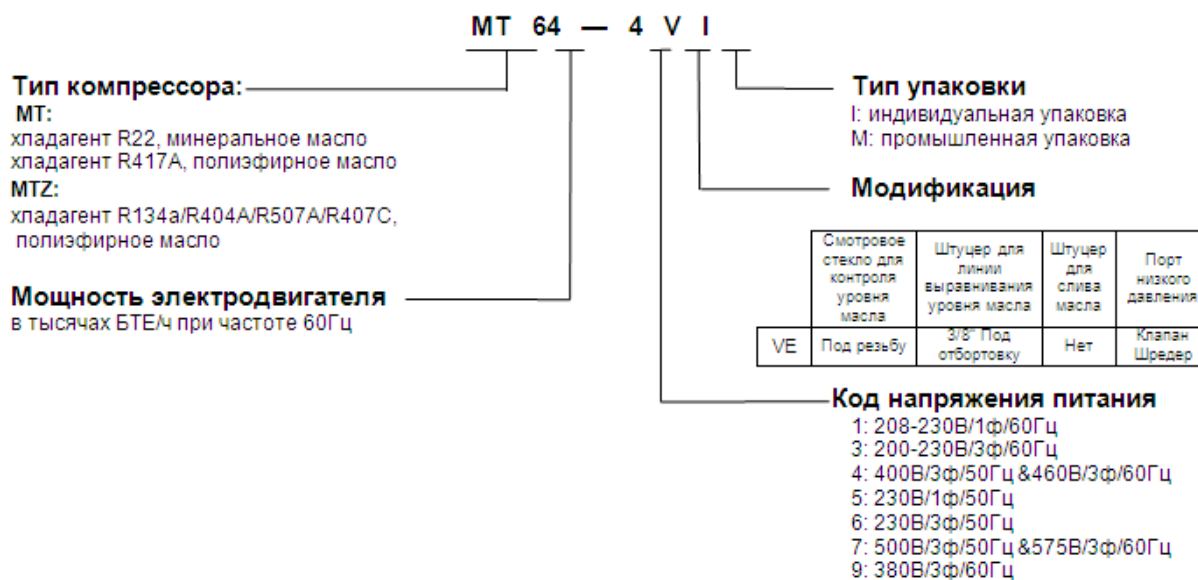 МТ 64 — 4 V I
Тип компрессора:
МТ:
хладагент R22, минеральное масло
хладагент R417A, полиэфирное масло
MTZ:
хладагент R134a/R404A/R507A/R407C,
полиэфирное масло
Мощность электродвигателя
в тысячах БТЕ/ч при частоте 60Гц
Тип упаковки
I: индивидуальная упаковка
M: промышленная упаковка
Модификация
Смотровое
стекло для
контроля
уровня
масла
Штуцер для
линии
выравнивания
уровня масла
Штуцер
для
слива
масла
Порт
низкого
давления
VE
Под резьбу
3/8" Под
отбортовку
Нет
Клапан
Шредер
Код напряжения питания
1: 208-230В/1ф/60Гц
3: 200-230В/3ф/60Гц
4: 400В/3ф/50Гц &460В/3ф/60Гц
5: 230В/1ф/50Гц
6: 230В/3ф/50Гц
7: 500В/3ф/50Гц &575В/3ф/60Гц
9: 380В/3ф/60Гц